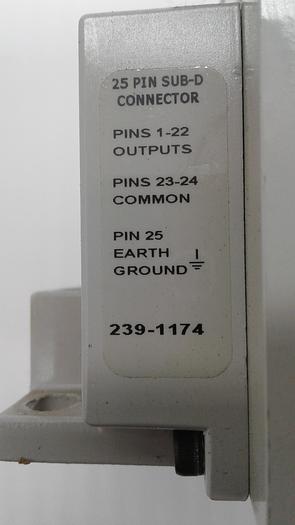 25 PIN SUB-D
CONNECTOR
PINS 1-22
OUTPUTS
PINS 23-24
COMMON
PIN 25
EARTH
GROUND
239-1174